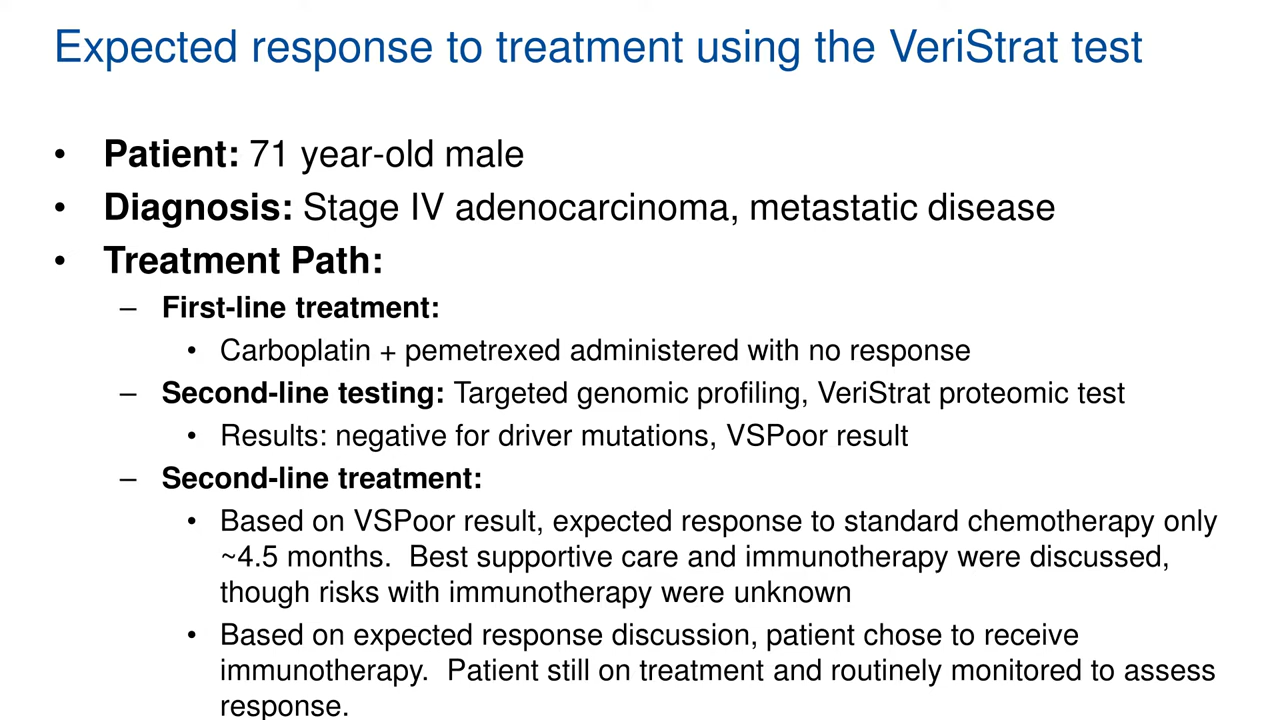 Expected response to treatment using the VeriStrat test
• Patient: 71 year-old male
• Diagnosis: Stage IV adenocarcinoma, metastatic disease
• Treatment Path:
– First-line treatment:
• Carboplatin + pemetrexed administered with no response
– Second-line testing: Targeted genomic profiling, VeriStrat proteomic test
• Results: negative for driver mutations, VSPoor result
– Second-line treatment:
• Based on VSPoor result, expected response to standard chemotherapy only
~4.5 months.  Best supportive care and immunotherapy were discussed,
though risks with immunotherapy were unknown
• Based on expected response discussion, patient chose to receive
immunotherapy.  Patient still on treatment and routinely monitored to assess
response.